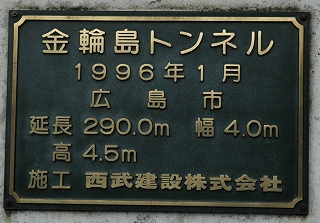 金輪島トンネル
1996年1月
広島市
延長 290.0m 幅 4.0m
高 4.5m
施工 西武建設株式会社